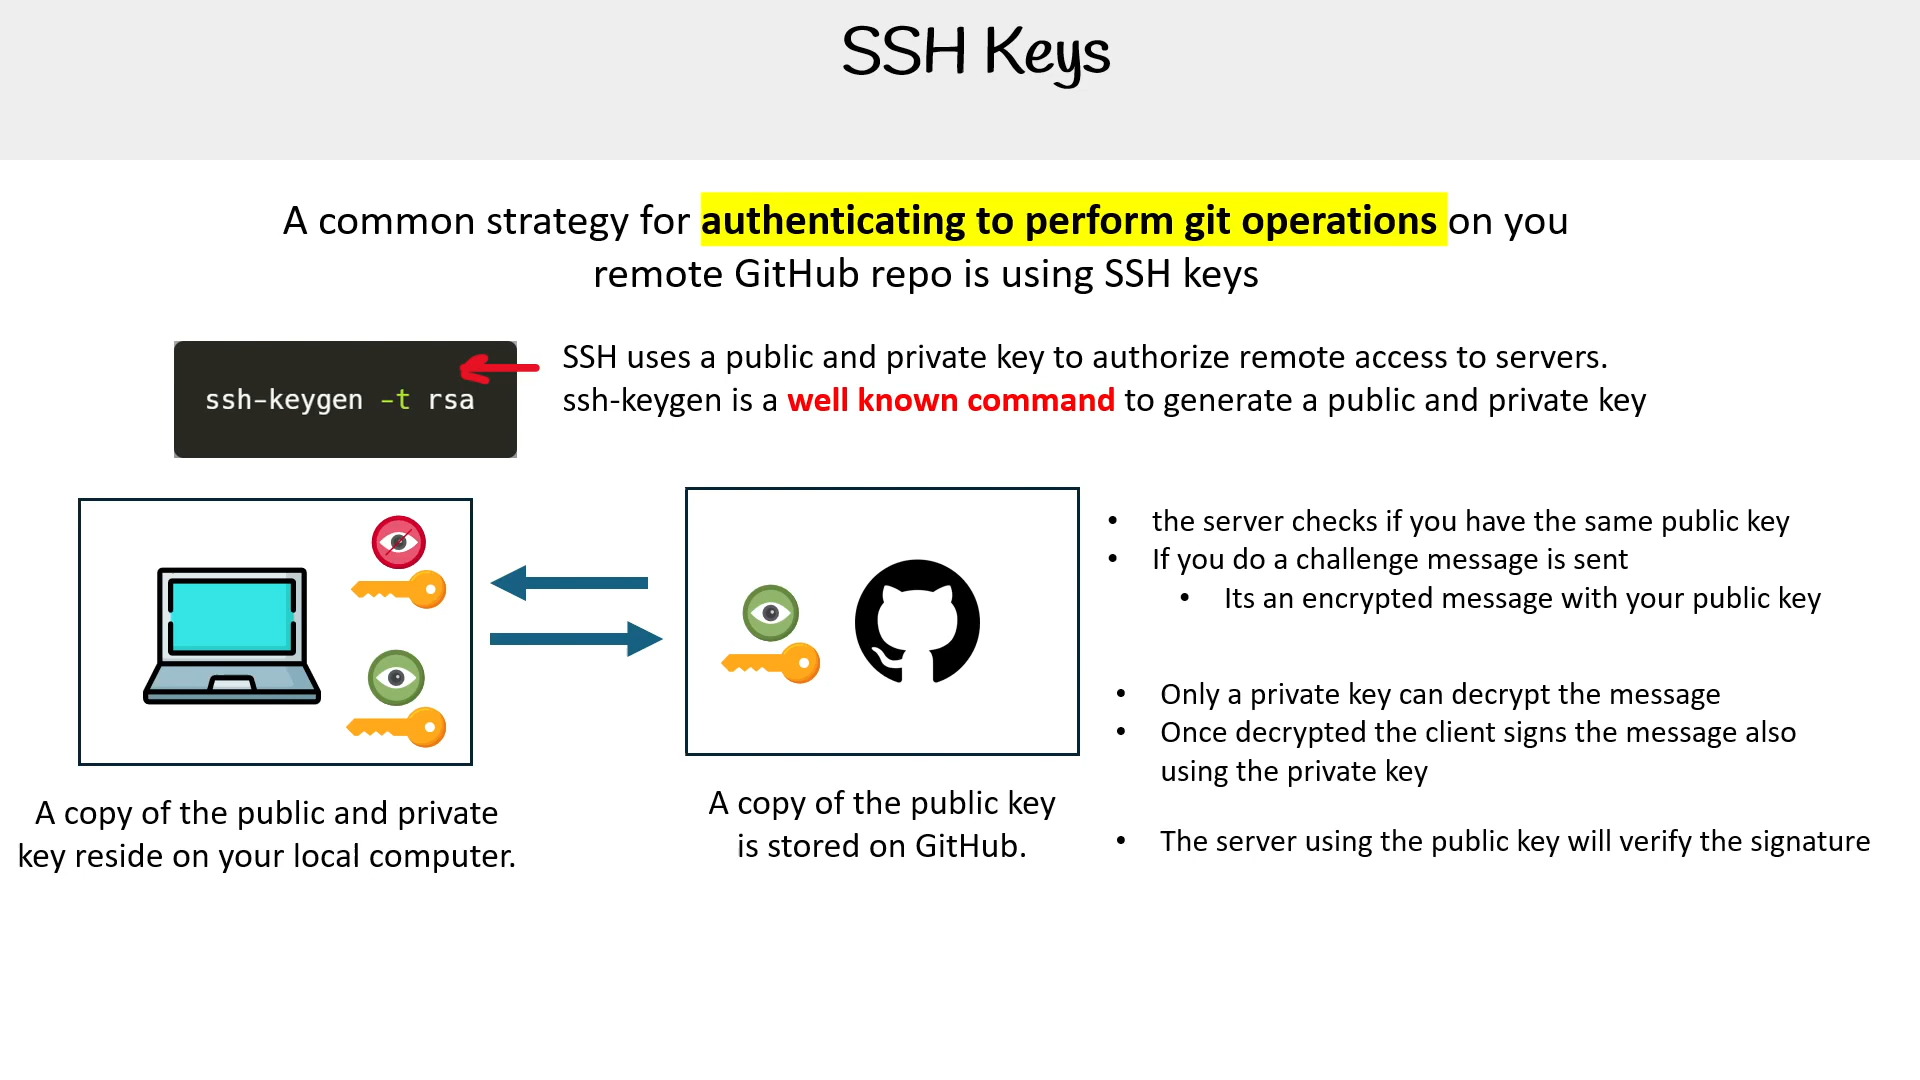 SSH Keys
A common strategy for authenticating to perform git operations on you
remote GitHub repo is using SSH keys
ssh-keygen -t rsa
SSH uses a public and private key to authorize remote access to servers.
ssh-keygen is a well known command to generate a public and private key
A copy of the public and private
key reside on your local computer.
A copy of the public key
is stored on GitHub.
• the server checks if you have the same public key
• If you do a challenge message is sent
• Its an encrypted message with your public key
• Only a private key can decrypt the message
• Once decrypted the client signs the message also
using the private key
• The server using the public key will verify the signature